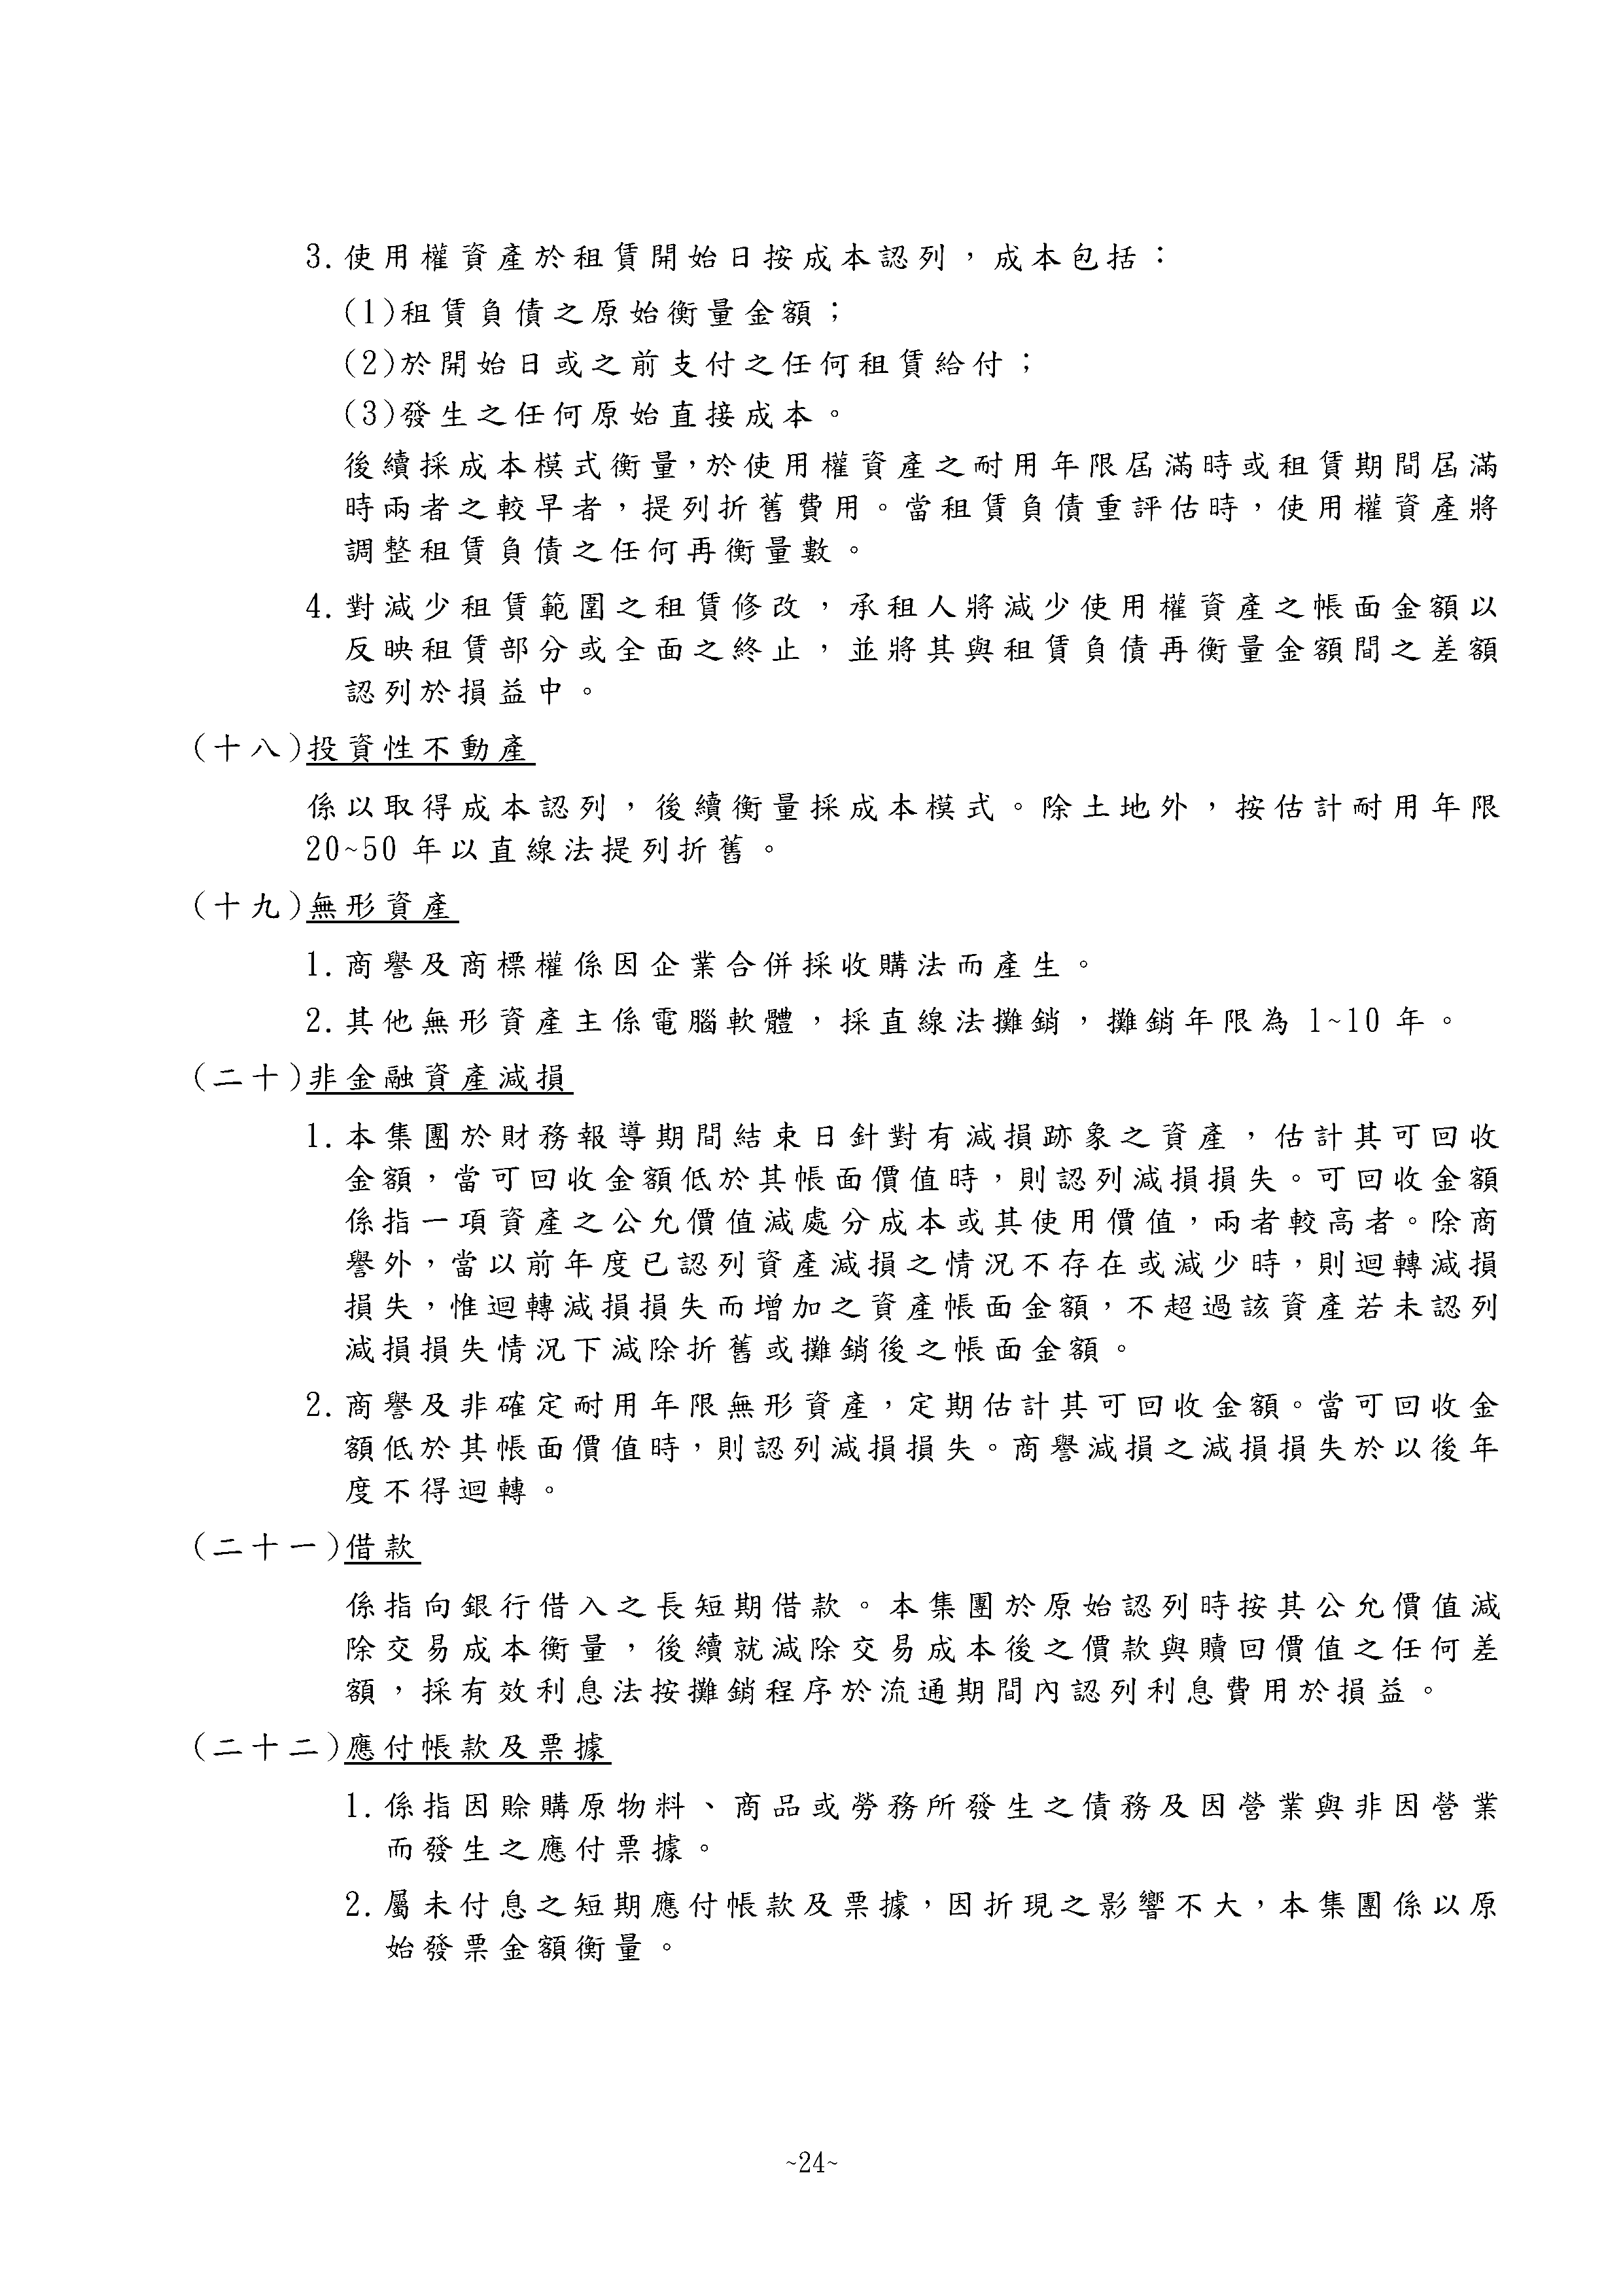 3.使用權資產於租賃開始日按成本認列，成本包括：
(1)租賃負債之原始衡量金額；
(2)於開始日或之前支付之任何租賃給付；
(3)發生之任何原始直接成本。
後續採成本模式衡量，於使用權資產之耐用年限屆滿時或租賃期間屆滿
時兩者之較早者，提列折舊費用。當租賃負債重評估時，使用權資產將
調整租賃負債之任何再衡量數。
4.對減少租賃範圍之租賃修改，承租人將減少使用權資產之帳面金額以
反映租賃部分或全面之終止，並將其與租賃負債再衡量金額間之差額
認列於損益中。
(十八)投資性不動產
係以取得成本認列，後續衡量採成本模式。除土地外，按估計耐用年限
20~50 年以直線法提列折舊。
(十九)無形資產
1.商譽及商標權係因企業合併採收購法而產生。
2.其他無形資產主係電腦軟體，採直線法攤銷，攤銷年限為 1~10 年。
(二十)非金融資產減損
1.本集團於財務報導期間結束日針對有減損跡象之資產，估計其可回收
金額，當可回收金額低於其帳面價值時，則認列減損損失。可回收金額
係指一項資產之公允價值減處分成本或其使用價值，兩者較高者。除商
譽外，當以前年度已認列資產減損之情況不存在或減少時，則迴轉減損
損失，惟迴轉減損損失而增加之資產帳面金額，不超過該資產若未認列
減損損失情況下減除折舊或攤銷後之帳面金額。
2.商譽及非確定耐用年限無形資產，定期估計其可回收金額。當可回收金
額低於其帳面價值時，則認列減損損失。商譽減損之減損損失於以後年
度不得迴轉。
(二十一)借款
係指向銀行借入之長短期借款。本集團於原始認列時按其公允價值減
除交易成本衡量，後續就減除交易成本後之價款與贖回價值之任何差
額，採有效利息法按攤銷程序於流通期間內認列利息費用於損益。
(二十二)應付帳款及票據
1.係指因賒購原物料、商品或勞務所發生之債務及因營業與非因營業
而發生之應付票據。
2.屬未付息之短期應付帳款及票據，因折現之影響不大，本集團係以原
始發票金額衡量。
~24~